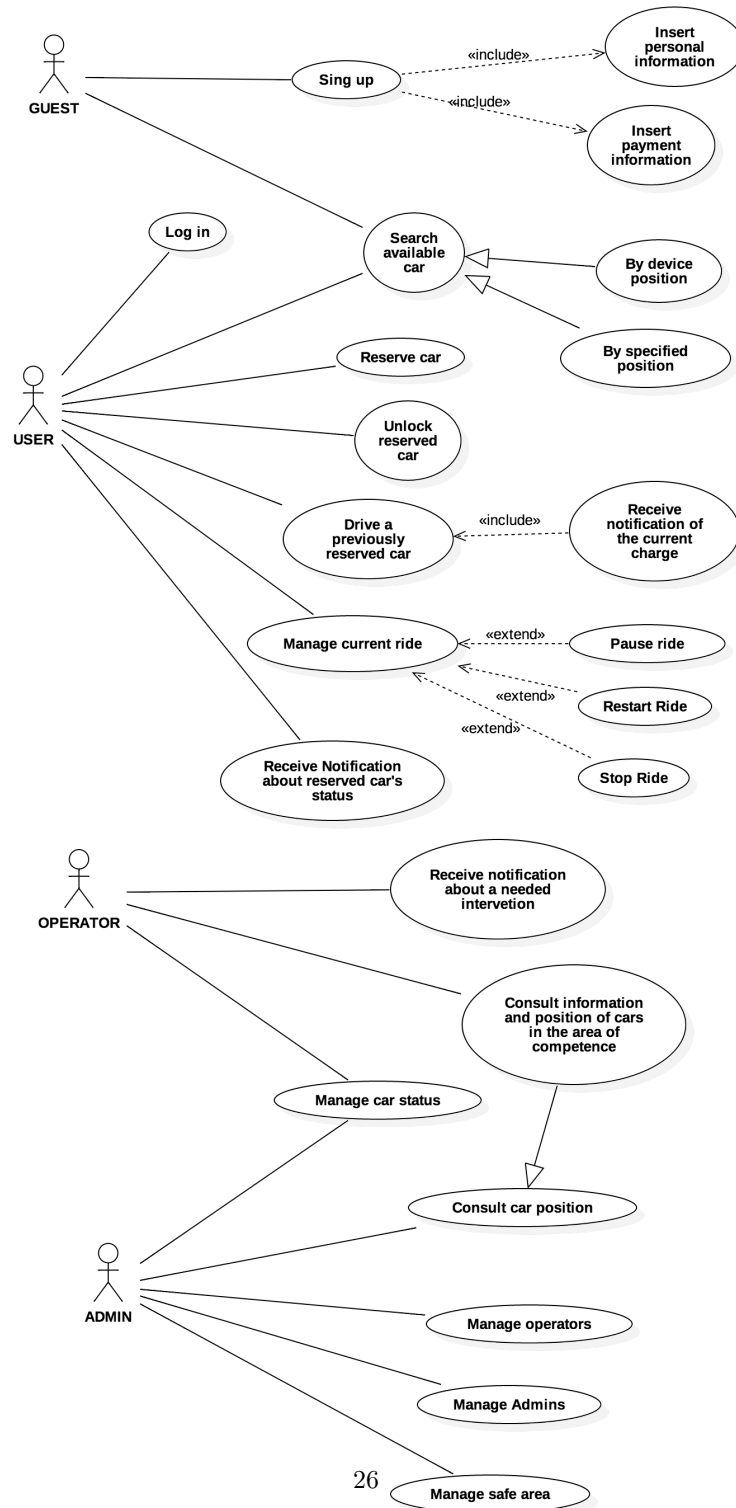 Insert
personal
information
«include»
Sing up
GUEST
«include»
Insert
payment
information
Log in
Search
available
car
By device
position
Reserve car
By specified
position
USER
Unlock
reserved
car
Drive a
previously
reserved car
«include»
Receive
notification of
the current
charge
Manage current ride
«extend»
Pause ride
«extend»
Restart Ride
«extend»
Stop Ride
Receive Notification
about reserved car's
status
OPERATOR
Receive notification
about a needed
intervetion
Consult information
and position of cars
in the area of
competence
Manage car status
Consult car position
ADMIN
Manage operators
Manage Admins
26
Manage safe area